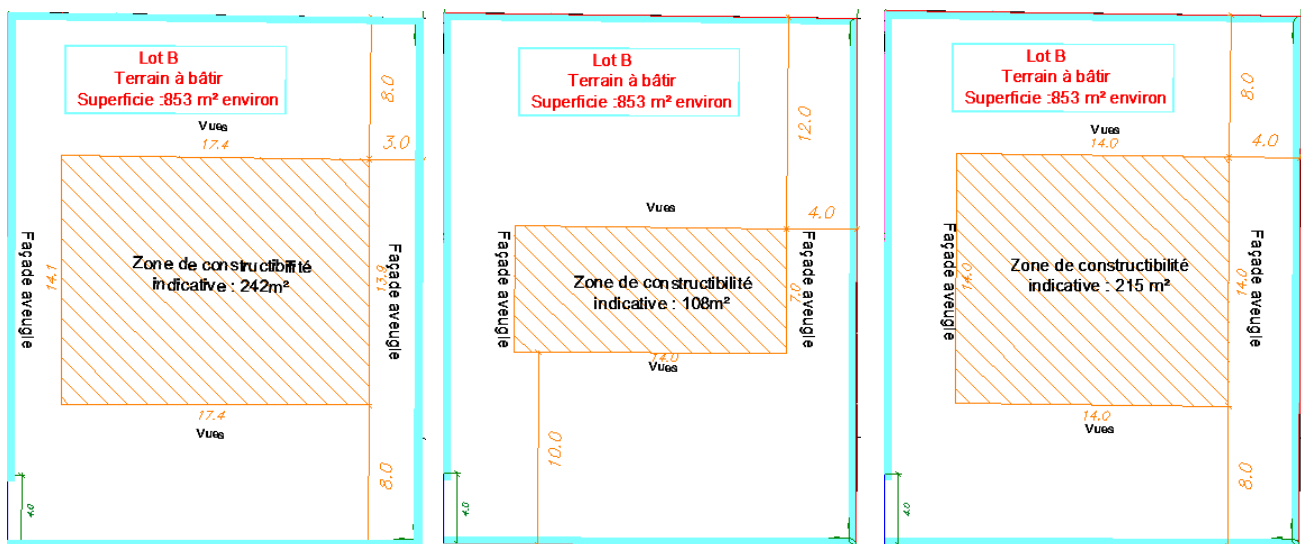 Lot B
Terrain à bâtir
Superficie :853 m² environ
8.0
Vues
17.4
3.0
Façade aveugle
14.1
Zone de constructibilité
indicative : 242m²
13.9
Façade aveugle
17.4
Vues
8.0
4.0
Lot B
Terrain à bâtir
Superficie :853 m² environ
12.0
Vues
4.0
Façade aveugle
Zone de constructibilité
indicative : 108m²
7.0
Façade aveugle
14.0
Vues
10.0
4.0
Lot B
Terrain à bâtir
Superficie :853 m² environ
8.0
Vues
14.0
4.0
Façade aveugle
14.0
Zone de constructibilité
indicative : 215 m²
14.0
Façade aveugle
14.0
Vues
8.0
4.0